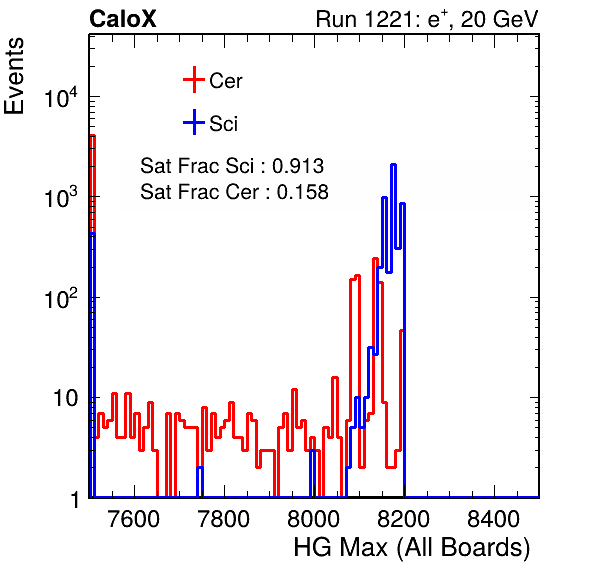 CaloX Run 1221: e⁺, 20 GeV
Events
Cer
Sci
Sat Frac Sci : 0.913
Sat Frac Cer : 0.158
10⁴
10³
10²
10
1
7600 7800 8000 8200 8400
HG Max (All Boards)